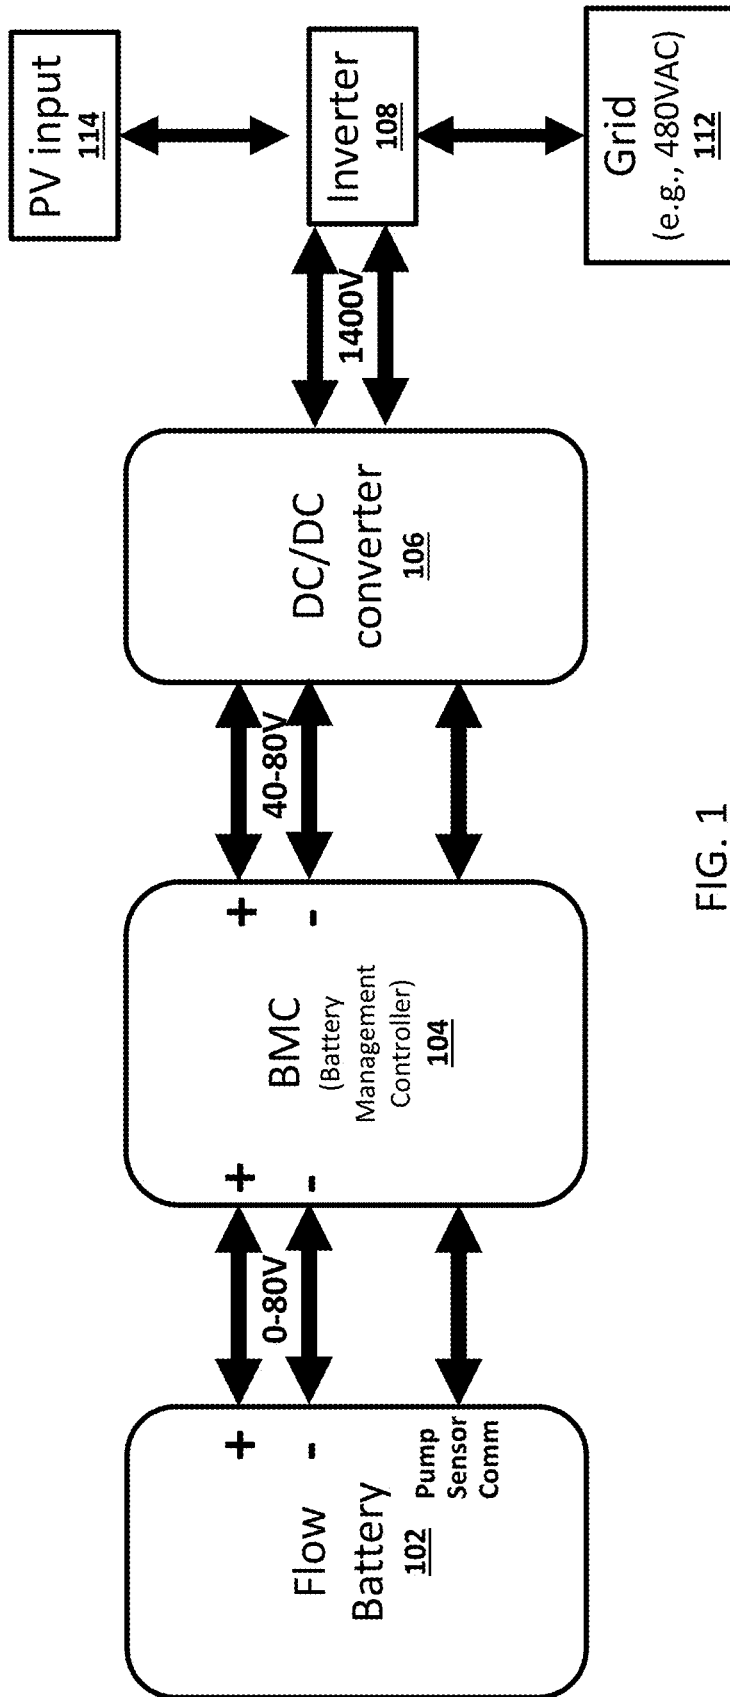 Flow
Battery
102
+
-
Pump
Sensor
Comm
0-80V
+
-
BMC
(Battery
Management
Controller)
104
+
-
40-80V
DC/DC
converter
106
1400V
PV input
114
Inverter
108
Grid
(e.g., 480VAC)
112
FIG. 1